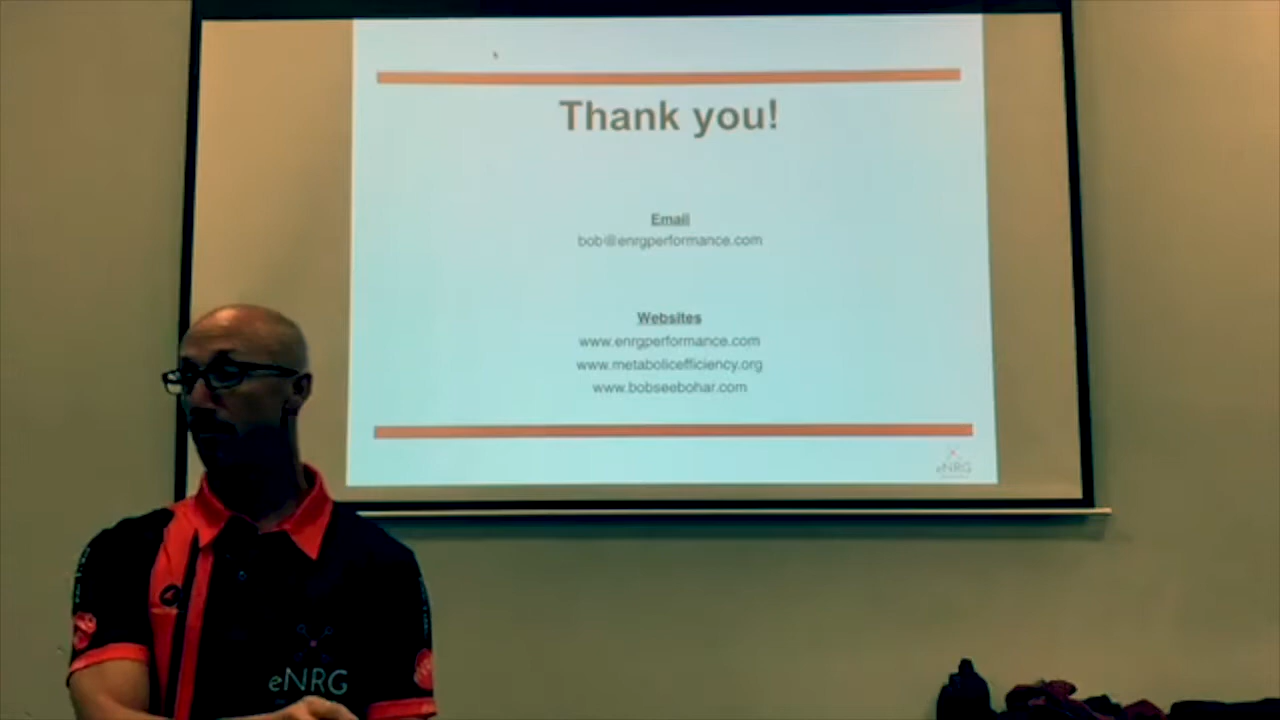 Thank you!
Email
bob@enrgperformance.com
Websites
www.enrgperformance.com
www.metabolicefficiency.org
www.bobseebohar.com
eNRG
eNRG